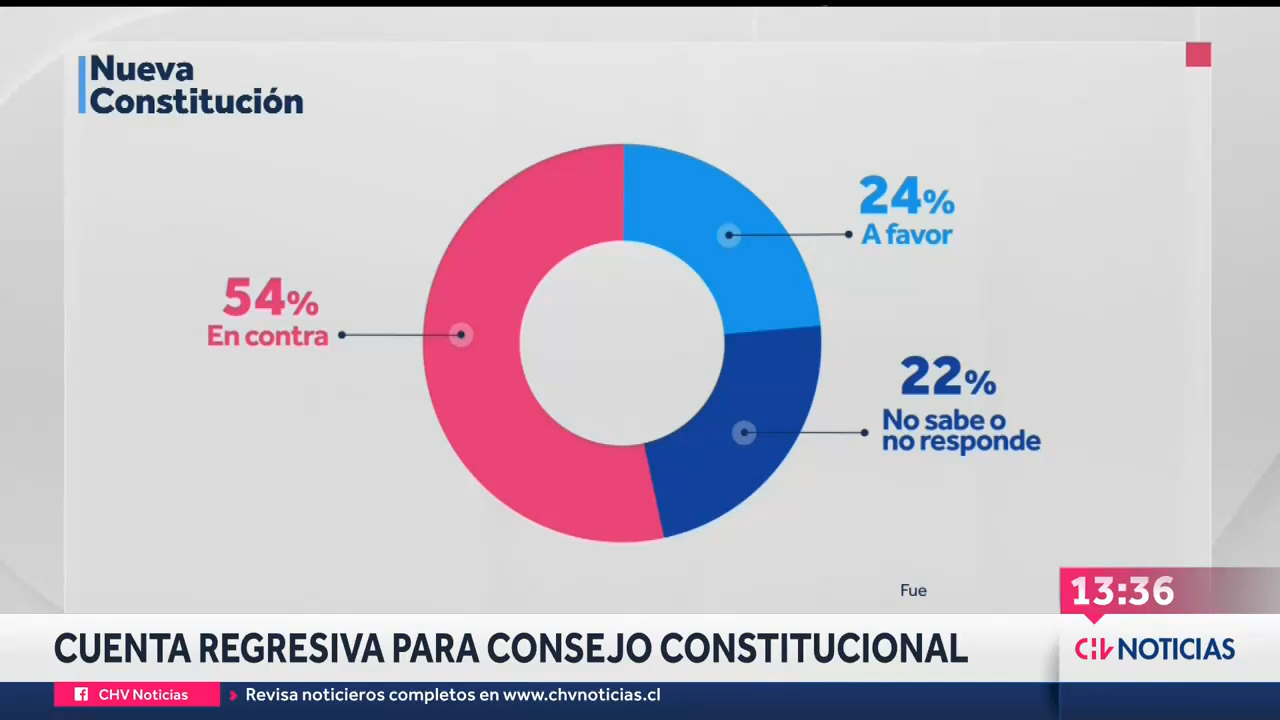 Nueva
Constitución
24%
A favor
54%
En contra
22%
No sabe o
no responde
Fue
13:36
CUENTA REGRESIVA PARA CONSEJO CONSTITUCIONAL
CHV NOTICIAS
CHV Noticias
Revisa noticieros completos en www.chvnoticias.cl